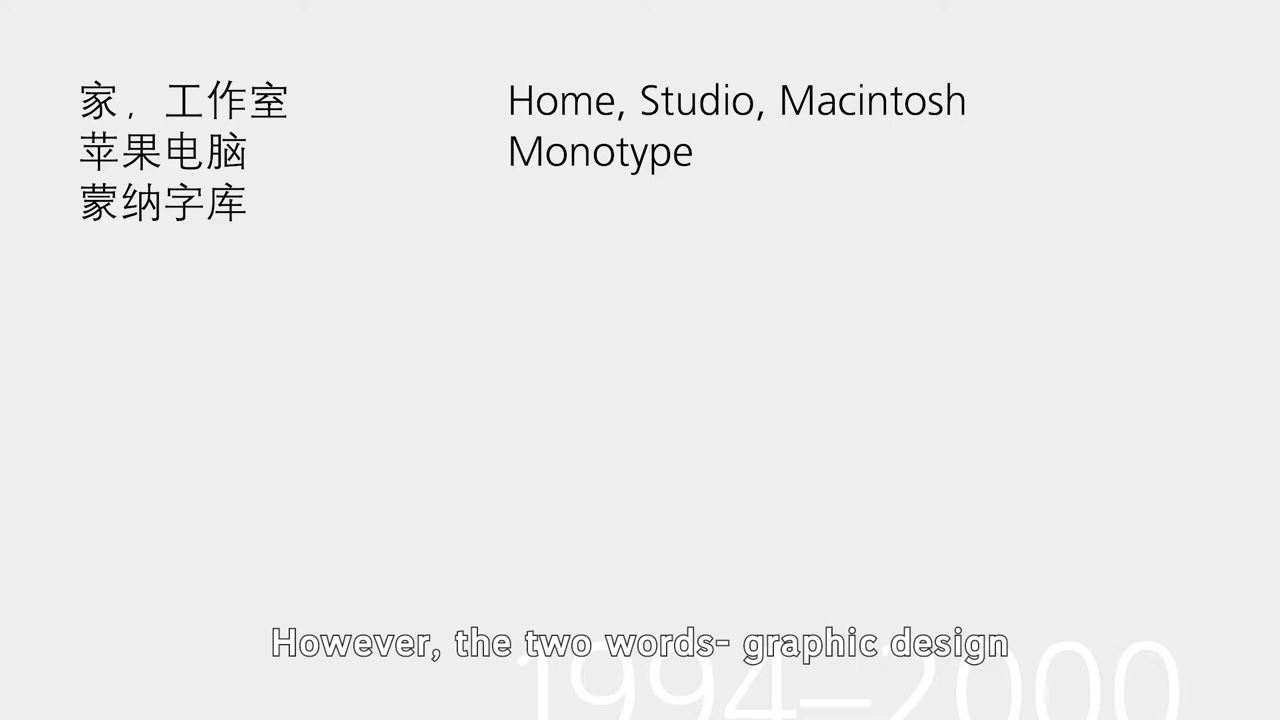 家，工作室
苹果电脑
蒙纳字库
Home, Studio, Macintosh
Monotype
However, the two words- graphic design
1994–2000